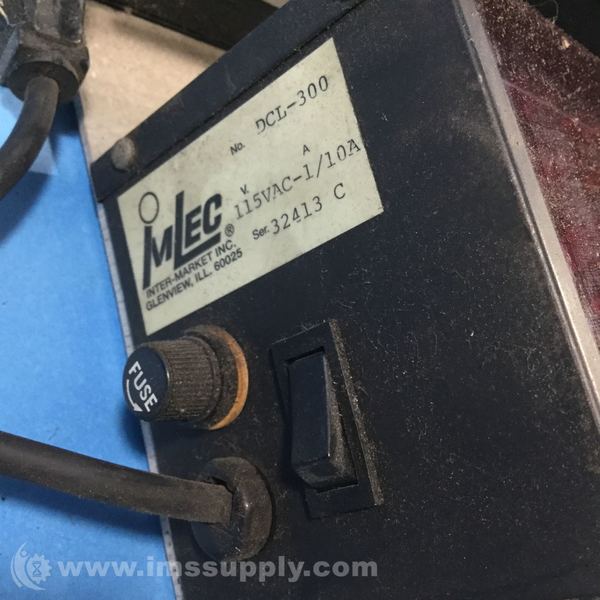 No. DCL-300
V. A
115VAC-1/10A
Ser. 32413 C
IMLEC®
INTER-MARKET INC.
GLENVIEW, ILL. 60025
FUSE
www.imssupply.com